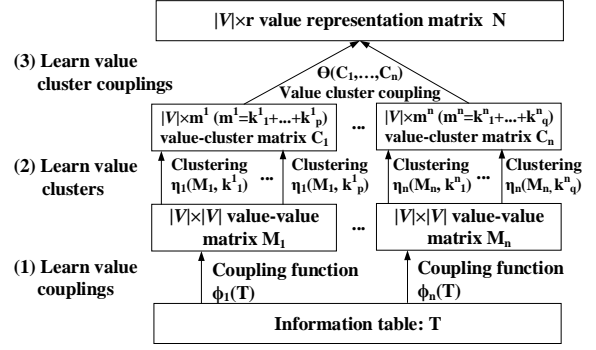 |V|×r value representation matrix N
(3) Learn value
cluster couplings
Θ(C₁,…,Cₙ)
Value cluster coupling
|V|×m¹ (m¹=k¹₁+...+k¹ₚ)
value-cluster matrix C₁
...
|V|×mⁿ (mⁿ=kⁿ₁+...+kⁿ_q)
value-cluster matrix Cₙ
(2) Learn value
clusters
Clustering
η₁(M₁, k¹₁)
...
Clustering
η₁(M₁, k¹ₚ)
Clustering
ηₙ(Mₙ, kⁿ₁)
...
Clustering
ηₙ(Mₙ, kⁿ_q)
|V|×|V| value-value
matrix M₁
...
|V|×|V| value-value
matrix Mₙ
(1) Learn value
couplings
Coupling function
ϕ₁(T)
Coupling function
ϕₙ(T)
Information table: T